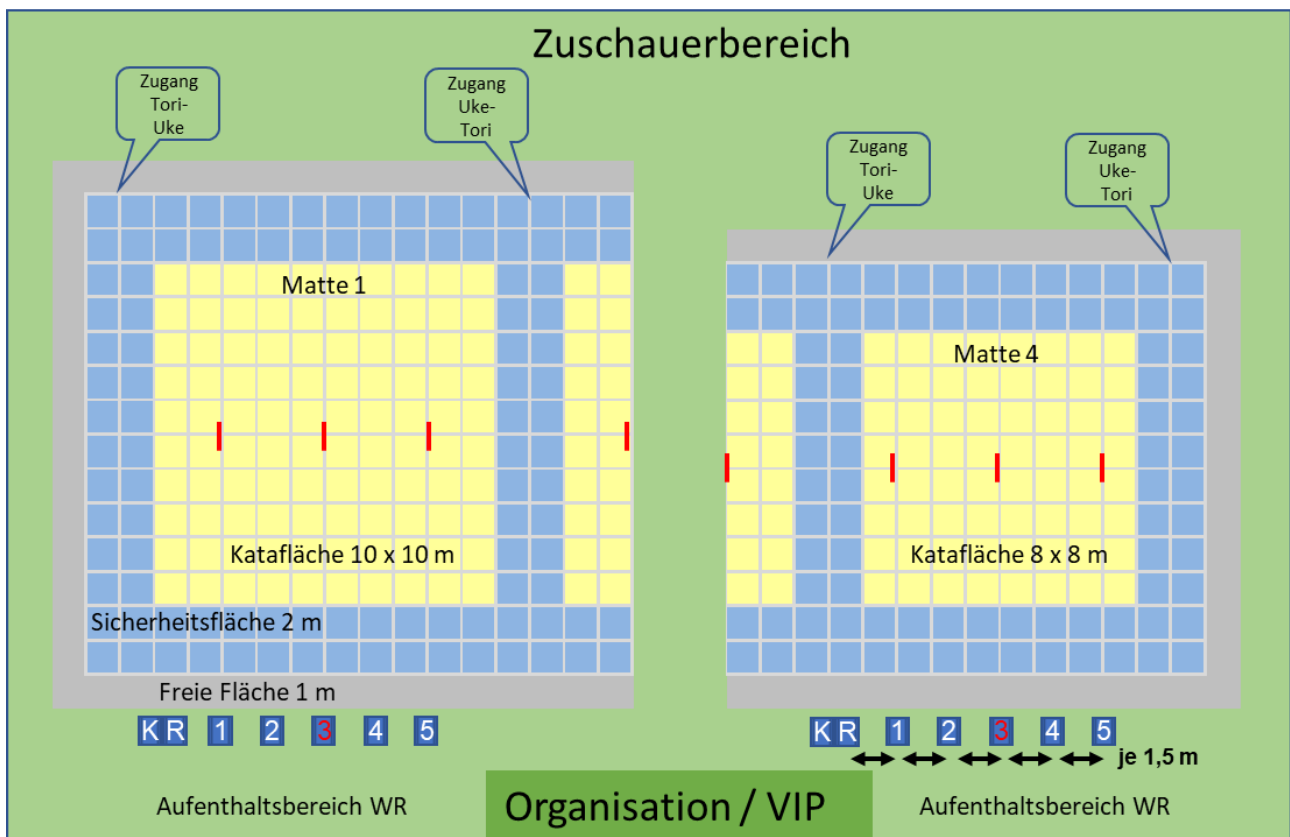 Zuschauerbereich
Zugang
Tori-
Uke
Zugang
Uke-
Tori
Zugang
Tori-
Uke
Zugang
Uke-
Tori
Matte 1
Matte 4
Katafläche 10 x 10 m
Katafläche 8 x 8 m
Sicherheitsfläche 2 m
Freie Fläche 1 m
K R 1 2 3 4 5
K R 1 2 3 4 5
je 1,5 m
Aufenthaltsbereich WR
Organisation / VIP
Aufenthaltsbereich WR